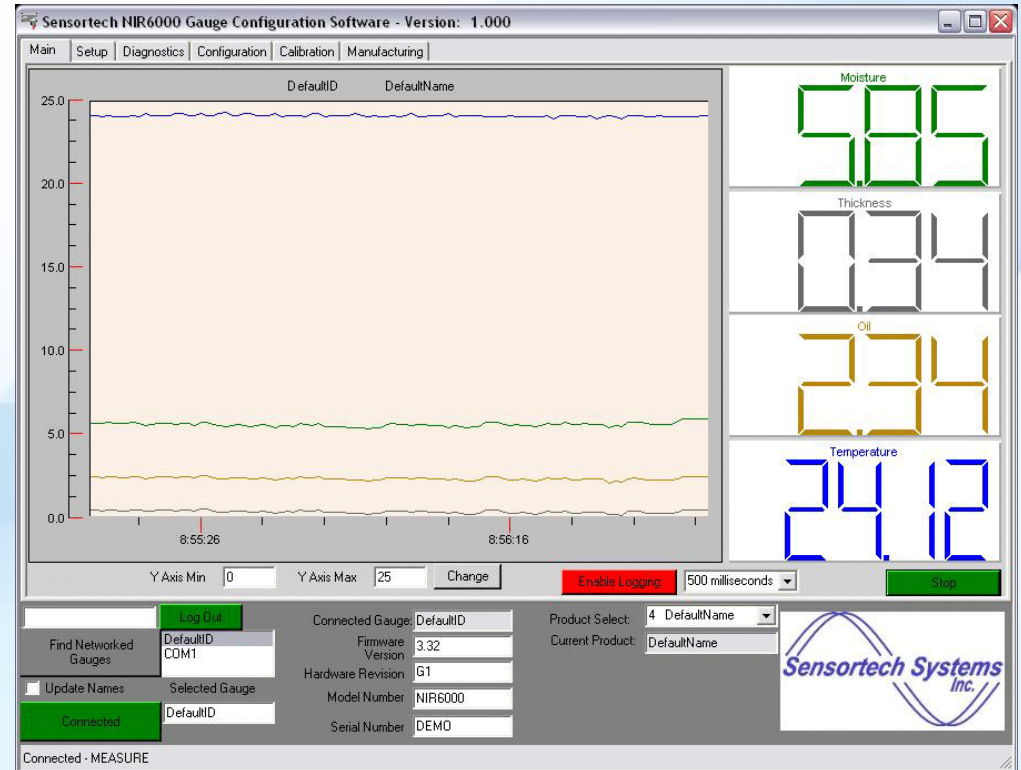 Sensortech NIR6000 Gauge Configuration Software - Version: 1.000
Main Setup Diagnostics Configuration Calibration Manufacturing
DefaultID DefaultName
25.0
20.0
15.0
10.0
5.0
0.0
8:55:26 8:56:16
Moisture
5.85
Thickness
0.34
Oil
2.34
Temperature
24.12
Y Axis Min 0 Y Axis Max 25 Change Enable Logging 500 milliseconds Stop
Log Out
Find Networked
Gauges
DefaultID
COM1
Update Names Selected Gauge
Connected DefaultID
Connected Gauge: DefaultID
Firmware
Version 3.32
Hardware Revision G1
Model Number NIR6000
Serial Number DEMO
Product Select: 4 DefaultName
Current Product: DefaultName
Sensortech Systems
Inc.
Connected - MEASURE